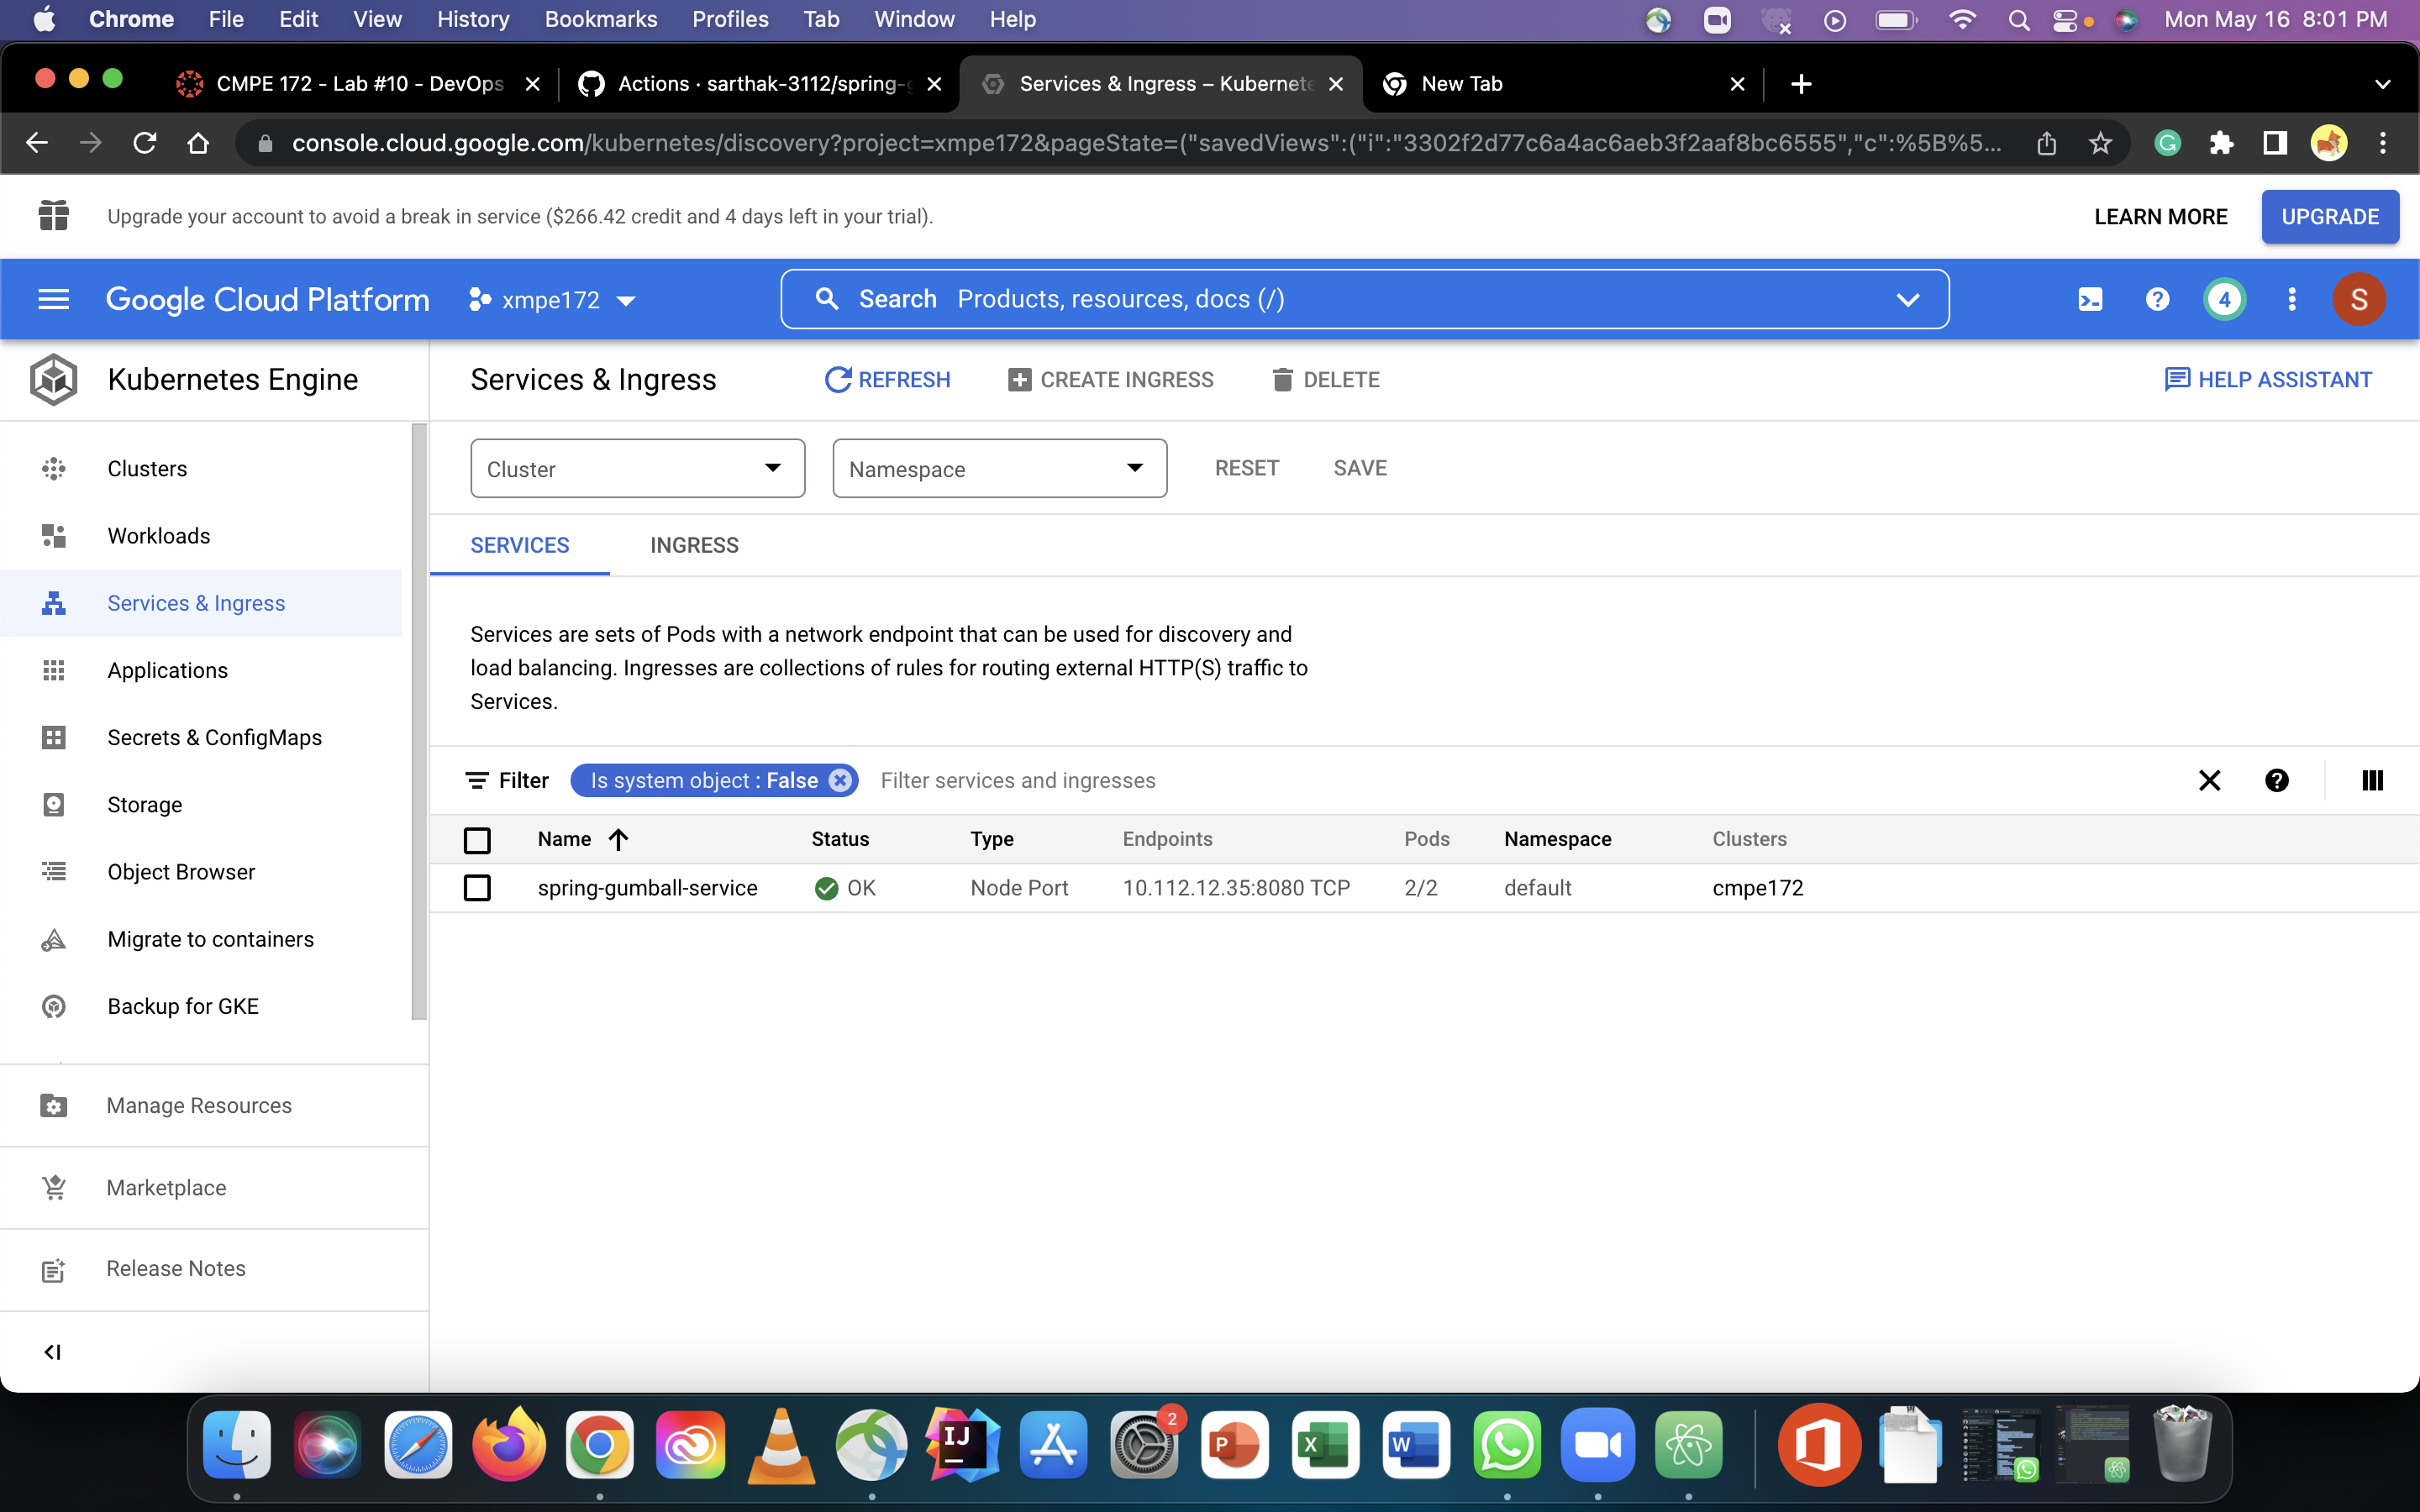 Chrome File Edit View History Bookmarks Profiles Tab Window Help Mon May 16 8:01 PM
CMPE 172 - Lab #10 - DevOps Actions · sarthak-3112/spring-g Services & Ingress – Kubernete New Tab
console.cloud.google.com/kubernetes/discovery?project=xmpe172&pageState=("savedViews":("i":"3302f2d77c6a4ac6aeb3f2aaf8bc6555","c":%5B%5...
Upgrade your account to avoid a break in service ($266.42 credit and 4 days left in your trial). LEARN MORE UPGRADE
Google Cloud Platform xmpe172 Search Products, resources, docs (/) 4 S
Kubernetes Engine
Services & Ingress REFRESH CREATE INGRESS DELETE HELP ASSISTANT
Clusters
Workloads
Services & Ingress
Applications
Secrets & ConfigMaps
Storage
Object Browser
Migrate to containers
Backup for GKE
Manage Resources
Marketplace
Release Notes
Cluster Namespace RESET SAVE
SERVICES INGRESS
Services are sets of Pods with a network endpoint that can be used for discovery and
load balancing. Ingresses are collections of rules for routing external HTTP(S) traffic to
Services.
Filter Is system object : False Filter services and ingresses
Name Status Type Endpoints Pods Namespace Clusters
spring-gumball-service OK Node Port 10.112.12.35:8080 TCP 2/2 default cmpe172
IJ 2 P X W